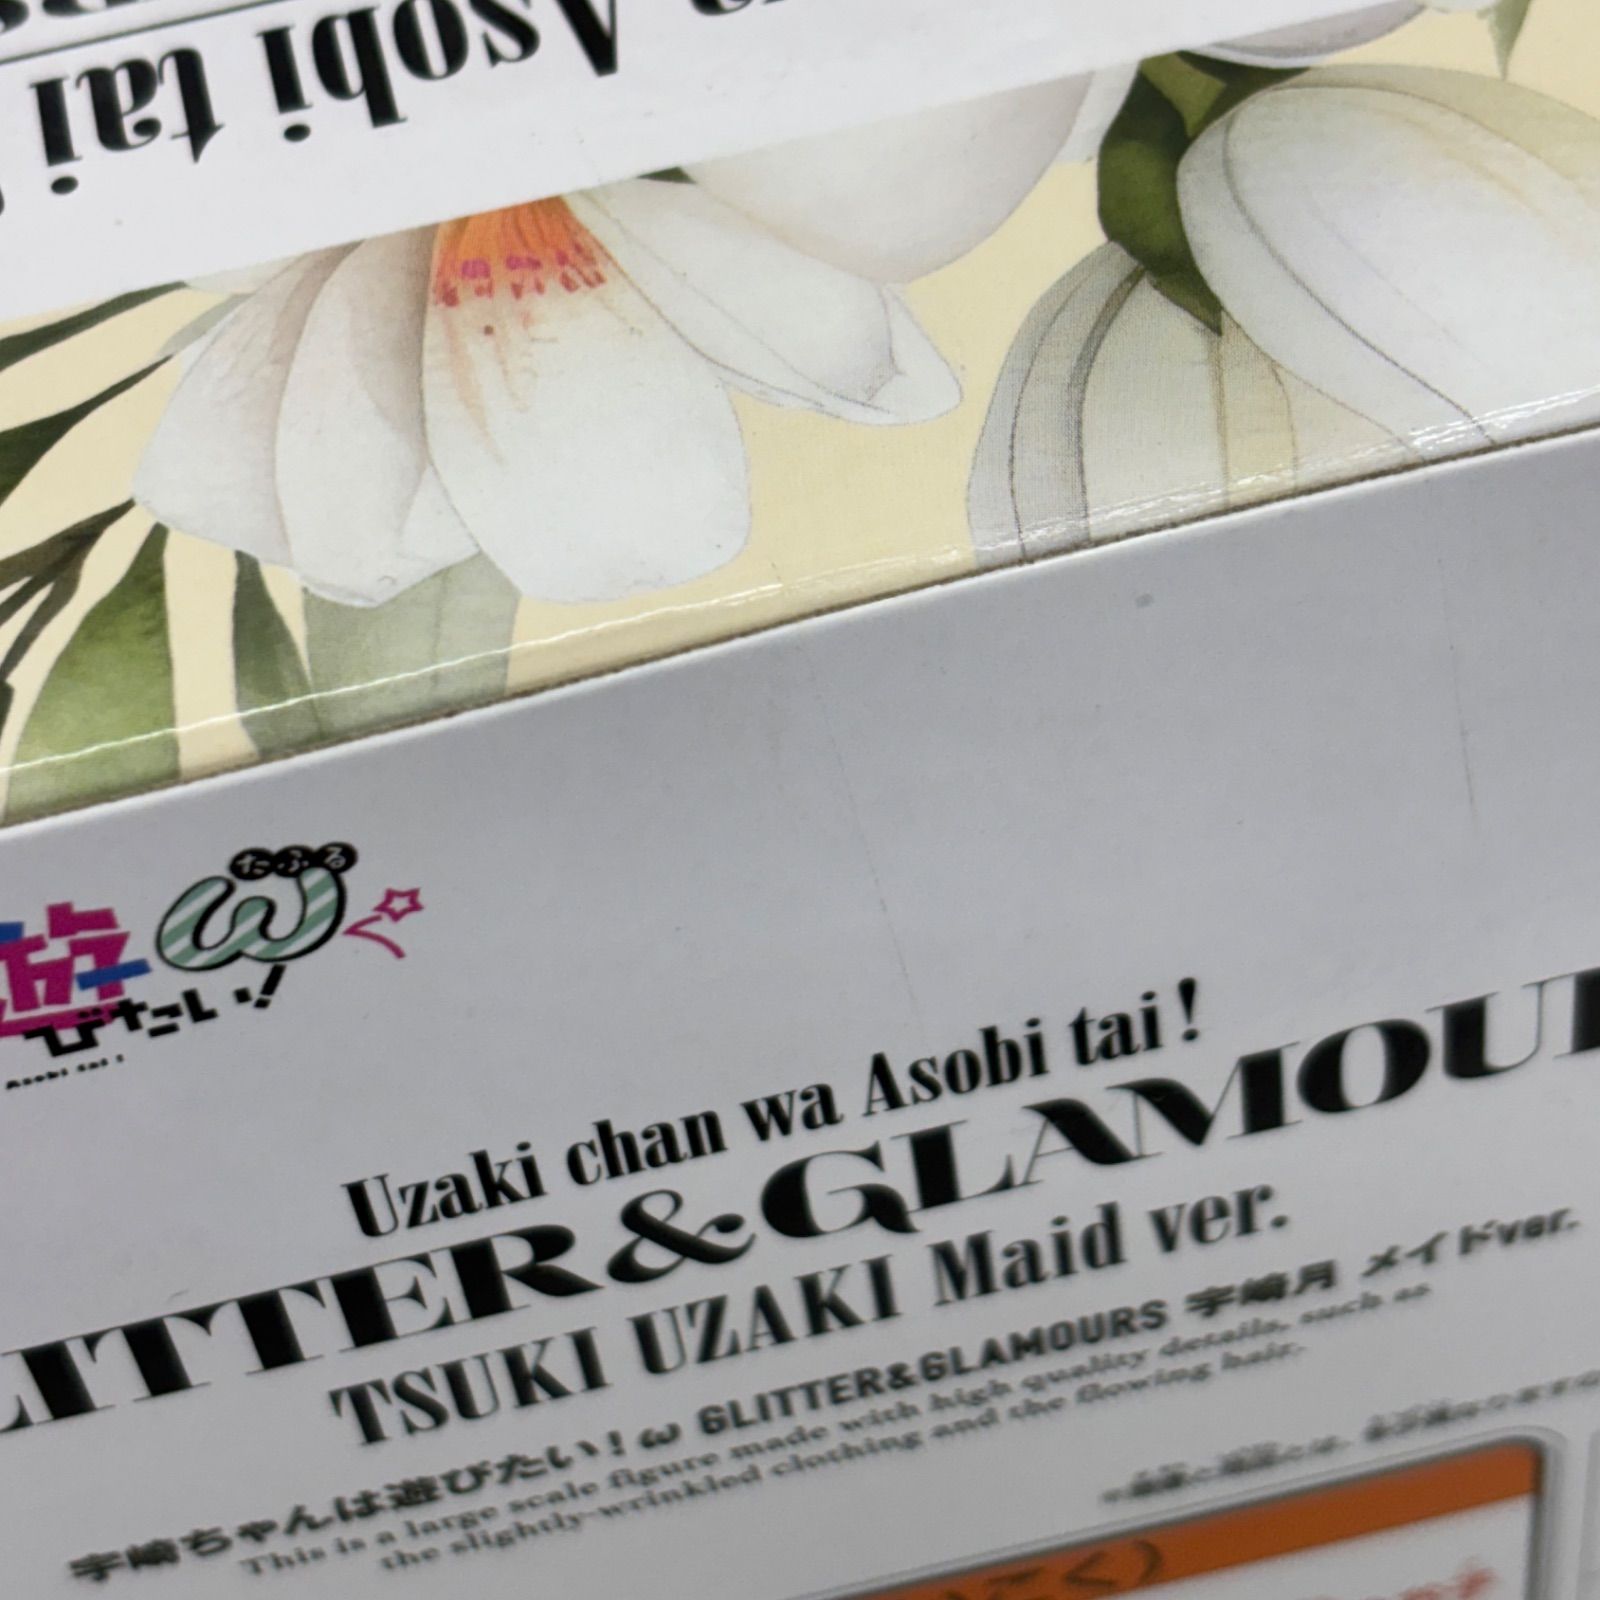 Asobi tai
たぷる
遊
びたい!
Asobi tai!
Uzaki chan wa Asobi tai!
LITTER&GLAMOU
TSUKI UZAKI Maid ver.
宇崎ちゃんは遊びたい!ω GLITTER&GLAMOURS 宇崎月 メイドver.
This is a large scale figure made with high quality details, such as
the slightly-wrinkled clothing and the flowing hair.